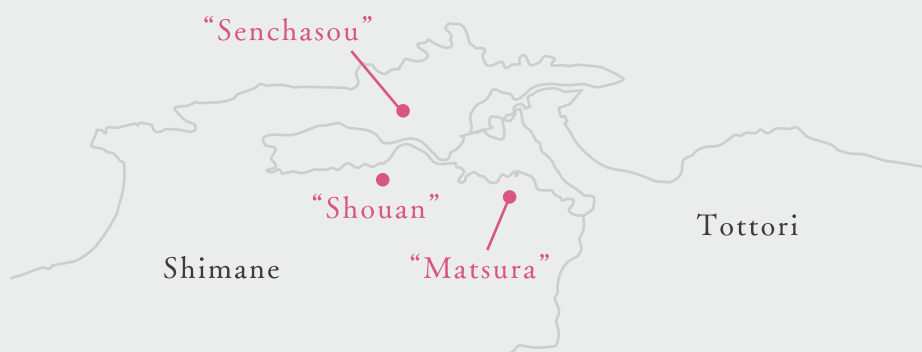 “Senchasou”
“Shouan”
Tottori
“Matsura”
Shimane